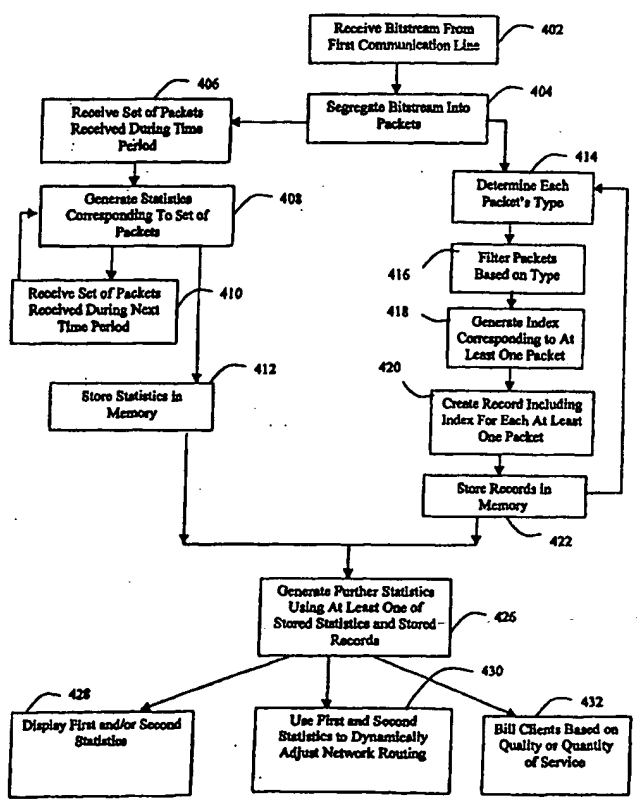 Receive Bitstream From
First Communication Line
402
Segregate Bitstream Into
Packets
404
406
Receive Set of Packets
Received During Time
Period
Generate Statistics
Corresponding To Set of
Packets
408
Receive Set of Packets
Received During Next
Time Period
410
412
Store Statistics in
Memory
414
Determine Each
Packet's Type
416
Filter Packets
Based on Type
418
Generate Index
Corresponding to At
Least One Packet
420
Create Record Including
Index For Each At Least
One Packet
Store Records in
Memory
422
Generate Further Statistics
Using At Least One of
Stored Statistics and Stored
Records
426
428
Display First and/or Second
Statistics
430
Use First and Second
Statistics to Dynamically
Adjust Network Routing
432
Bill Clients Based on
Quality or Quantity
of Service